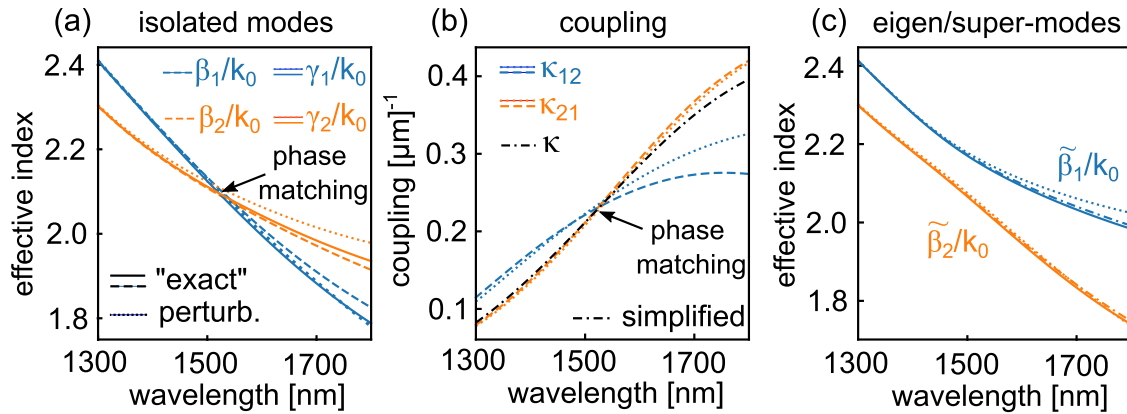 (a) isolated modes
2.4
2.2
2.0
1.8
effective index
β₁/k₀ γ₁/k₀
β₂/k₀ γ₂/k₀
phase
matching
"exact"
perturb.
1300 1500 1700
wavelength [nm]
(b) coupling
0.4
0.3
0.2
0.1
coupling [μm]⁻¹
κ₁₂
κ₂₁
κ
phase
matching
simplified
1300 1500 1700
wavelength [nm]
(c) eigen/super-modes
2.4
2.2
2.0
1.8
effective index
β̃₁/k₀
β̃₂/k₀
1300 1500 1700
wavelength [nm]